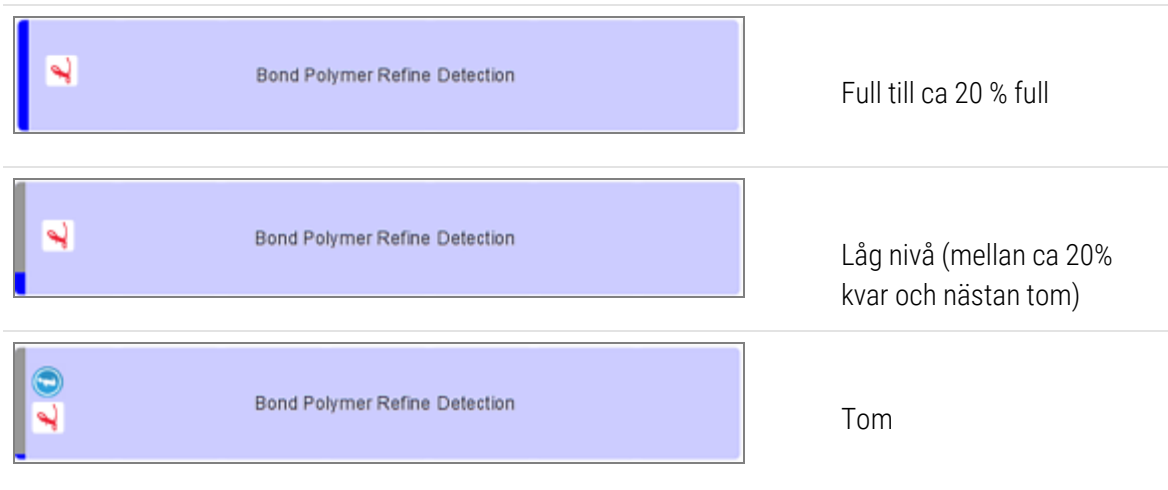 Bond Polymer Refine Detection
Full till ca 20 % full
Bond Polymer Refine Detection
Låg nivå (mellan ca 20%
kvar och nästan tom)
Bond Polymer Refine Detection
Tom